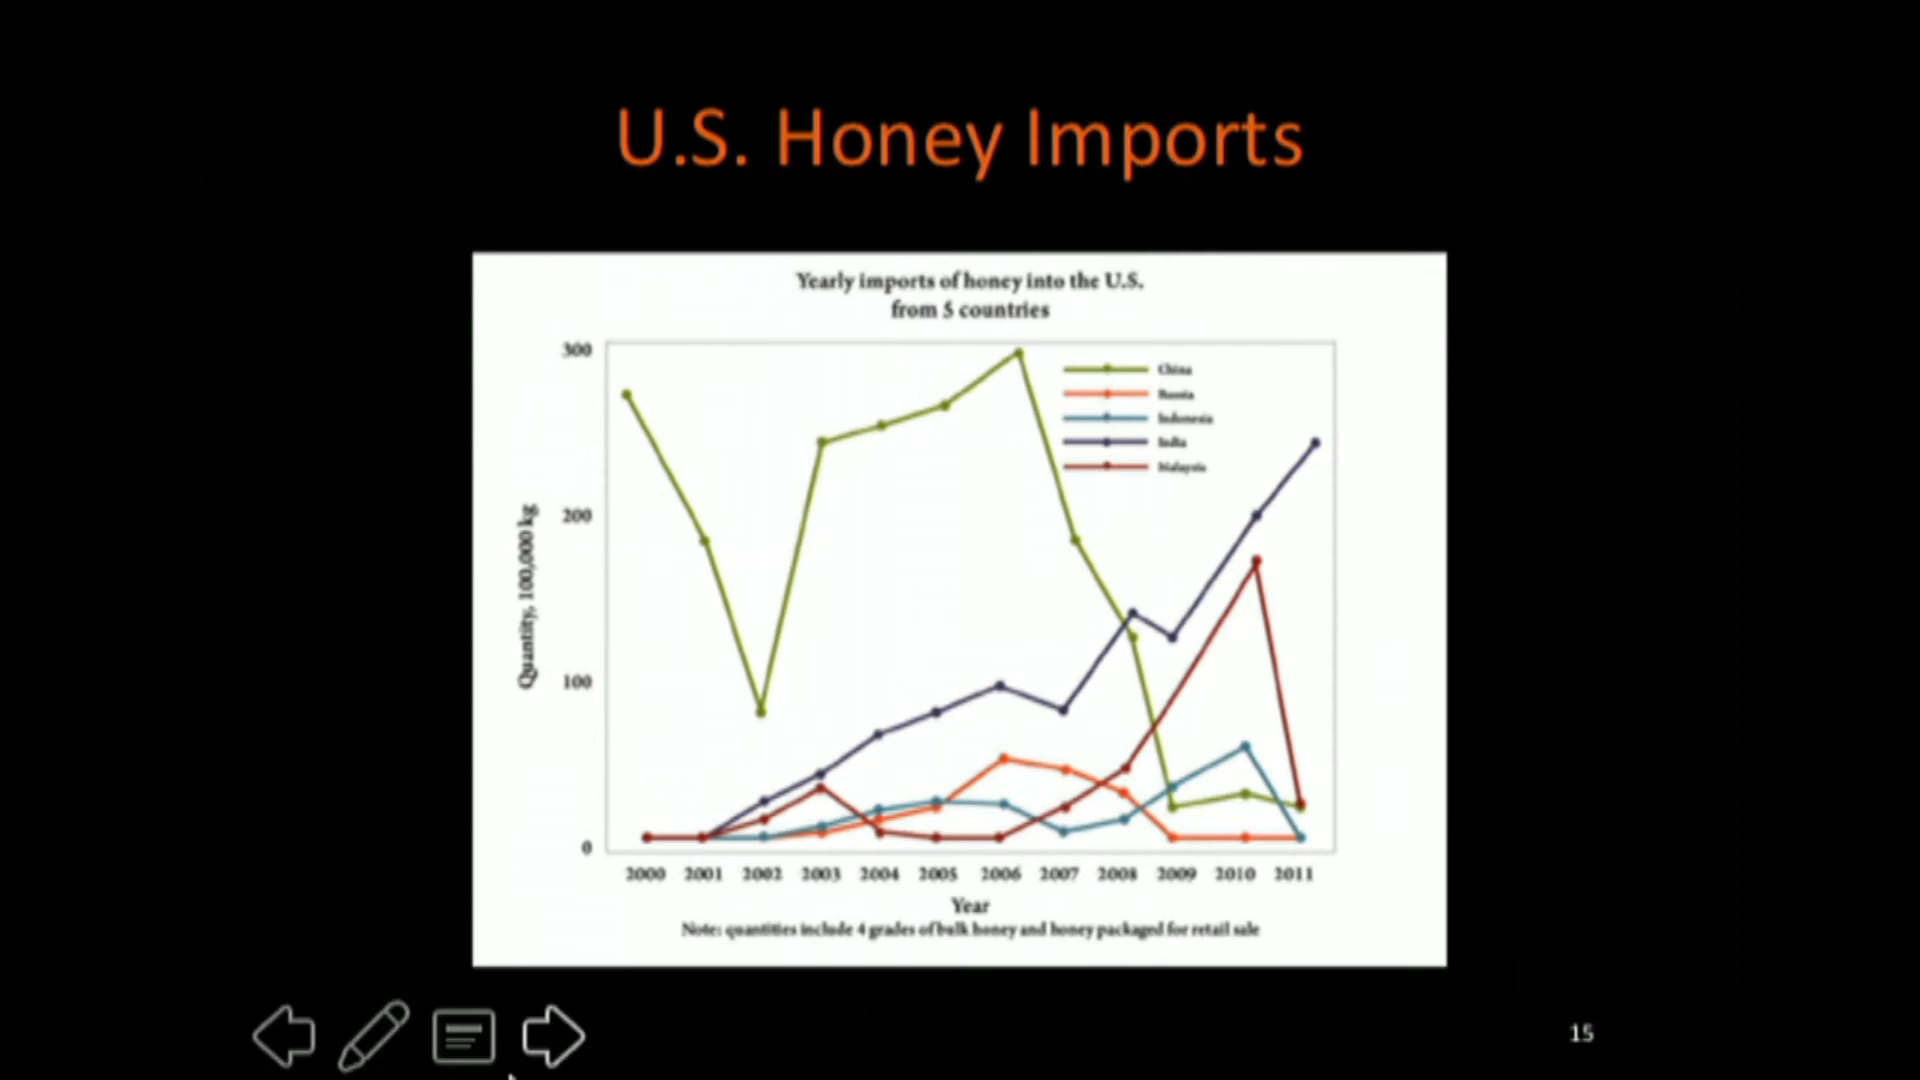 U.S. Honey Imports
Yearly imports of honey into the U.S.
from 5 countries
300
200
100
0
Quantity, 100,000 kg
China
Russia
Indonesia
India
Malaysia
2000 2001 2002 2003 2004 2005 2006 2007 2008 2009 2010 2011
Year
Note: quantities include 4 grades of bulk honey and honey packaged for retail sale
15